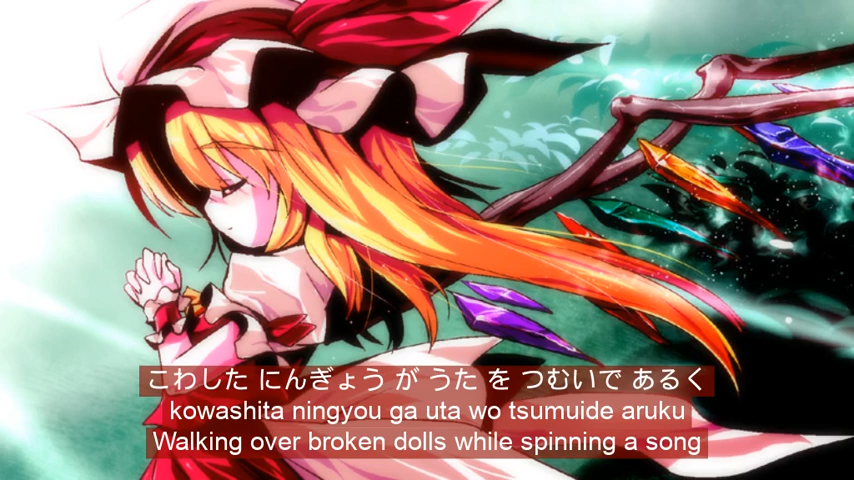 こわした にんぎょう が うた を つむいで あるく
kowashita ningyou ga uta wo tsumuide aruku
Walking over broken dolls while spinning a song